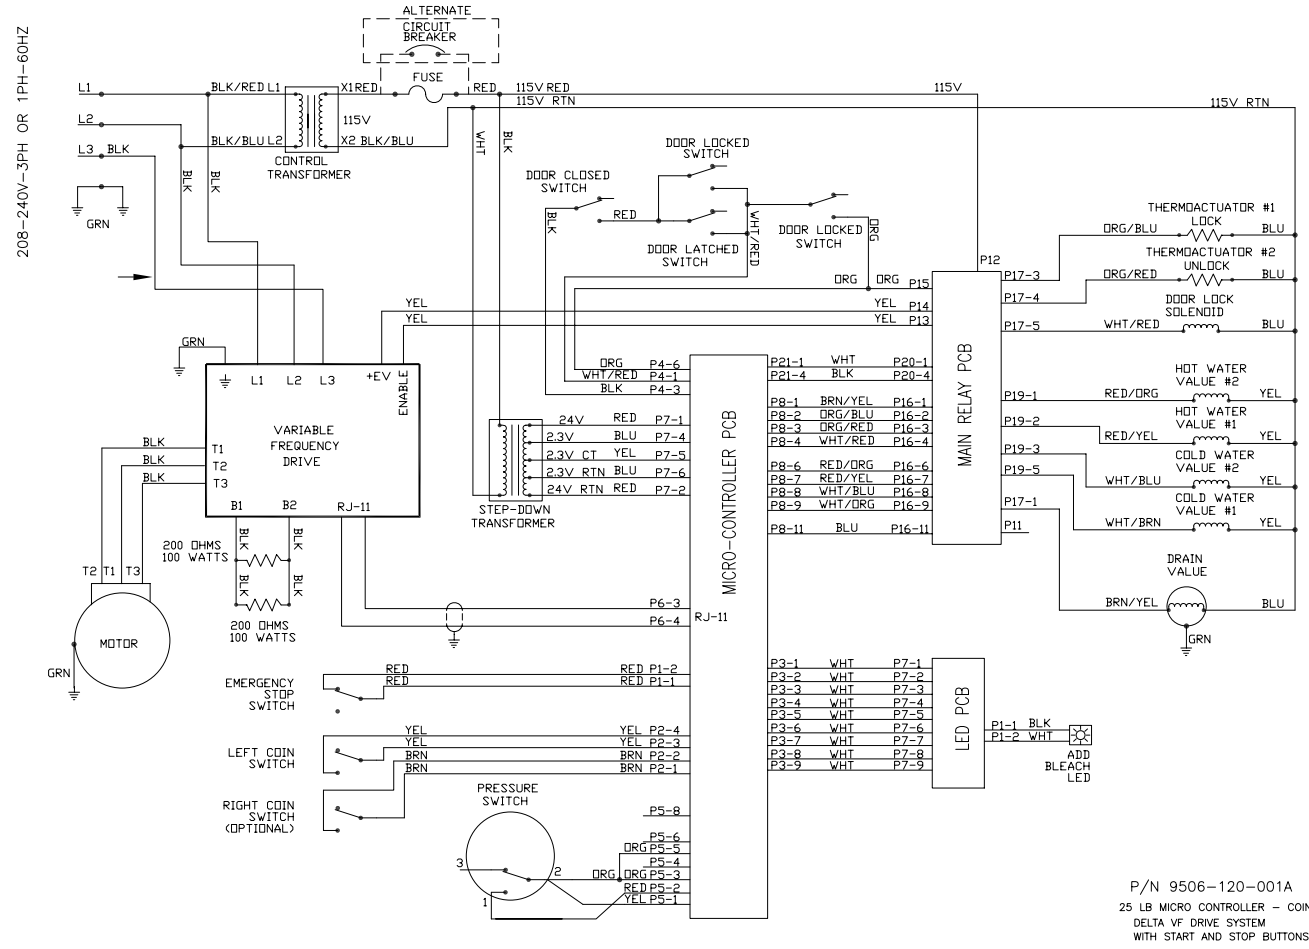 208-240V-3PH OR 1PH-60HZ
ALTERNATE
CIRCUIT
BREAKER
FUSE
L1
BLK/RED L1
X1 RED
RED
115V RED
115V
115V RTN
115V RTN
L2
115V
BLK/BLU L2
X2 BLK/BLU
L3 BLK
CONTROL
TRANSFORMER
GRN
BLK
BLK
WHT
BLK
DOOR LOCKED
SWITCH
DOOR CLOSED
SWITCH
BLK
RED
DOOR LATCHED
SWITCH
WHT/RED
DOOR LOCKED
SWITCH
ORG
ORG ORG P15
YEL YEL P14
YEL YEL P13
P12
MAIN RELAY PCB
P17-3
ORG/BLU
THERMOACTUATOR #1
LOCK
BLU
P17-4
ORG/RED
THERMOACTUATOR #2
UNLOCK
BLU
P17-5
WHT/RED
DOOR LOCK
SOLENOID
BLU
P19-1
RED/ORG
HOT WATER
VALUE #2
YEL
P19-2
RED/YEL
HOT WATER
VALUE #1
YEL
P19-3
WHT/BLU
COLD WATER
VALUE #2
YEL
P19-5
WHT/BRN
COLD WATER
VALUE #1
YEL
P17-1
P11
DRAIN
VALUE
BRN/YEL
BLU
GRN
GRN
L1 L2 L3 +EV ENABLE
VARIABLE
FREQUENCY
DRIVE
BLK T1
BLK T2
BLK T3
B1 B2 RJ-11
BLK BLK
200 OHMS
100 WATTS
BLK BLK
200 OHMS
100 WATTS
T2 T1 T3
MOTOR
GRN
ORG P4-6
WHT/RED P4-1
BLK P4-3
24V RED P7-1
2.3V BLU P7-4
2.3V CT YEL P7-5
2.3V RTN BLU P7-6
24V RTN RED P7-2
STEP-DOWN
TRANSFORMER
MICRO-CONTROLLER PCB
P21-1 WHT P20-1
P21-4 BLK P20-4
P8-1 BRN/YEL P16-1
P8-2 ORG/BLU P16-2
P8-3 ORG/RED P16-3
P8-4 WHT/RED P16-4
P8-6 RED/ORG P16-6
P8-7 RED/YEL P16-7
P8-8 WHT/BLU P16-8
P8-9 WHT/ORG P16-9
P8-11 BLU P16-11
P6-3
P6-4
RJ-11
EMERGENCY
STOP
SWITCH
RED RED P1-2
RED RED P1-1
LEFT COIN
SWITCH
YEL YEL P2-4
YEL YEL P2-3
BRN BRN P2-2
BRN BRN P2-1
RIGHT COIN
SWITCH
(OPTIONAL)
PRESSURE
SWITCH
3
2
1
P5-8
P5-6
ORG P5-5
P5-4
ORG ORG P5-3
RED P5-2
YEL P5-1
P3-1 WHT P7-1
P3-2 WHT P7-2
P3-3 WHT P7-3
P3-4 WHT P7-4
P3-5 WHT P7-5
P3-6 WHT P7-6
P3-7 WHT P7-7
P3-8 WHT P7-8
P3-9 WHT P7-9
LED PCB
P1-1 BLK
P1-2 WHT
ADD
BLEACH
LED
P/N 9506-120-001A
25 LB MICRO CONTROLLER - COIN
DELTA VF DRIVE SYSTEM
WITH START AND STOP BUTTONS